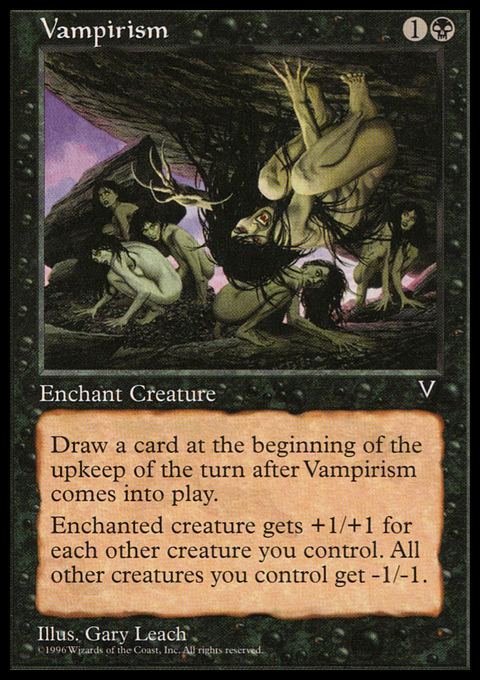 Vampirism 1
Enchant Creature V
Draw a card at the beginning of the
upkeep of the turn after Vampirism
comes into play.
Enchanted creature gets +1/+1 for
each other creature you control. All
other creatures you control get -1/-1.
Illus. Gary Leach
©1996 Wizards of the Coast, Inc. All rights reserved.